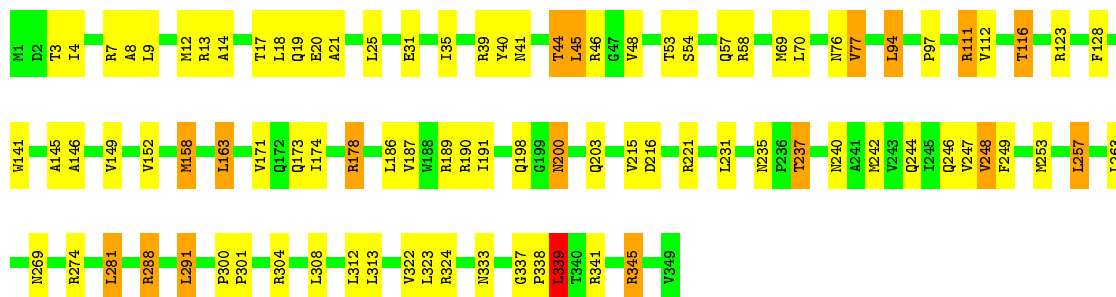 M1 D2 T3 I4 R7 A8 L9 M12 R13 A14 T17 L18 Q19 E20 A21 L25 E31 I35 R39 Y40 N41 T44 L45 R46 G47 V48 T53 S54 Q57 R58 M69 L70 N76 V77 L94 P97 R111 V112 T116 R123 F128
W141 A145 A146 V149 V152 M158 L163 V171 Q172 Q173 I174 R178 L186 V187 W188 R189 R190 I191 Q198 G199 N200 Q203 V215 D216 R221 L231 N235 P236 T237 N240 A241 M242 V243 Q244 I245 Q246 V247 V248 F249 M253 L257
N269 R274 L281 R288 L291 P300 P301 R304 L308 L312 L313 V322 L323 R324 N333 G337 P338 L339 T340 R341 R345 V349